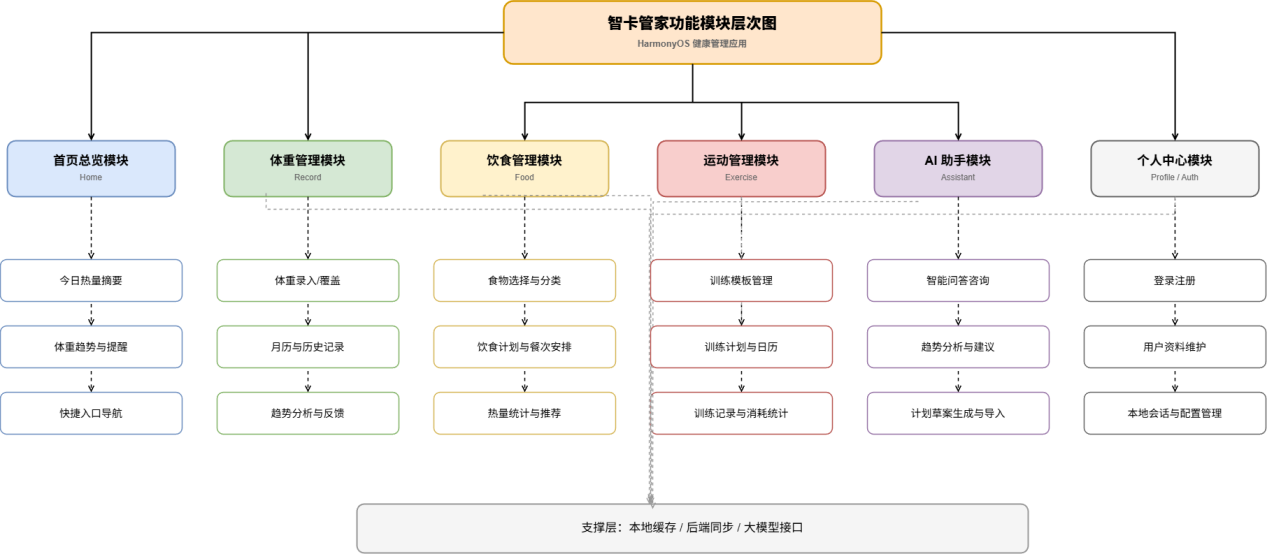 智卡管家功能模块层次图
HarmonyOS 健康管理应用
首页总览模块
Home
体重管理模块
Record
饮食管理模块
Food
运动管理模块
Exercise
AI 助手模块
Assistant
个人中心模块
Profile / Auth
今日热量摘要
体重录入/覆盖
食物选择与分类
训练模板管理
智能问答咨询
登录注册
体重趋势与提醒
月历与历史记录
饮食计划与餐次安排
训练计划与日历
趋势分析与建议
用户资料维护
快捷入口导航
趋势分析与反馈
热量统计与推荐
训练记录与消耗统计
计划草案生成与导入
本地会话与配置管理
支撑层：本地缓存 / 后端同步 / 大模型接口